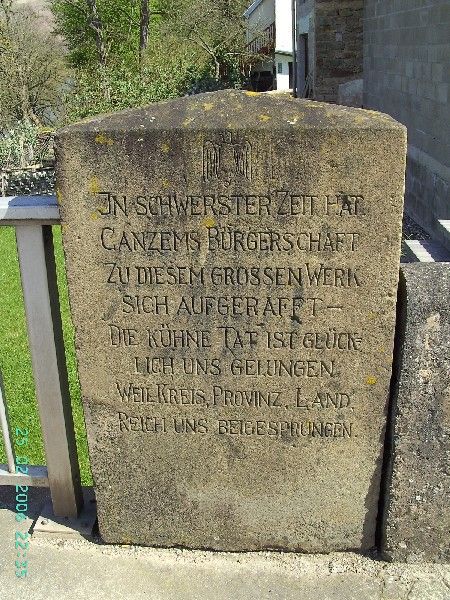 IN SCHWERSTER ZEIT HAT
CANZEMS BÜRGERSCHAFT
ZU DIESEM GROSSEN WERK
SICH AUFGERAFFT —
DIE KÜHNE TAT IST GLÜCK-
LICH UNS GELUNGEN.
WEIL KREIS, PROVINZ, LAND,
REICH UNS BEIGESPRUNGEN.
25.02.2006 22:35